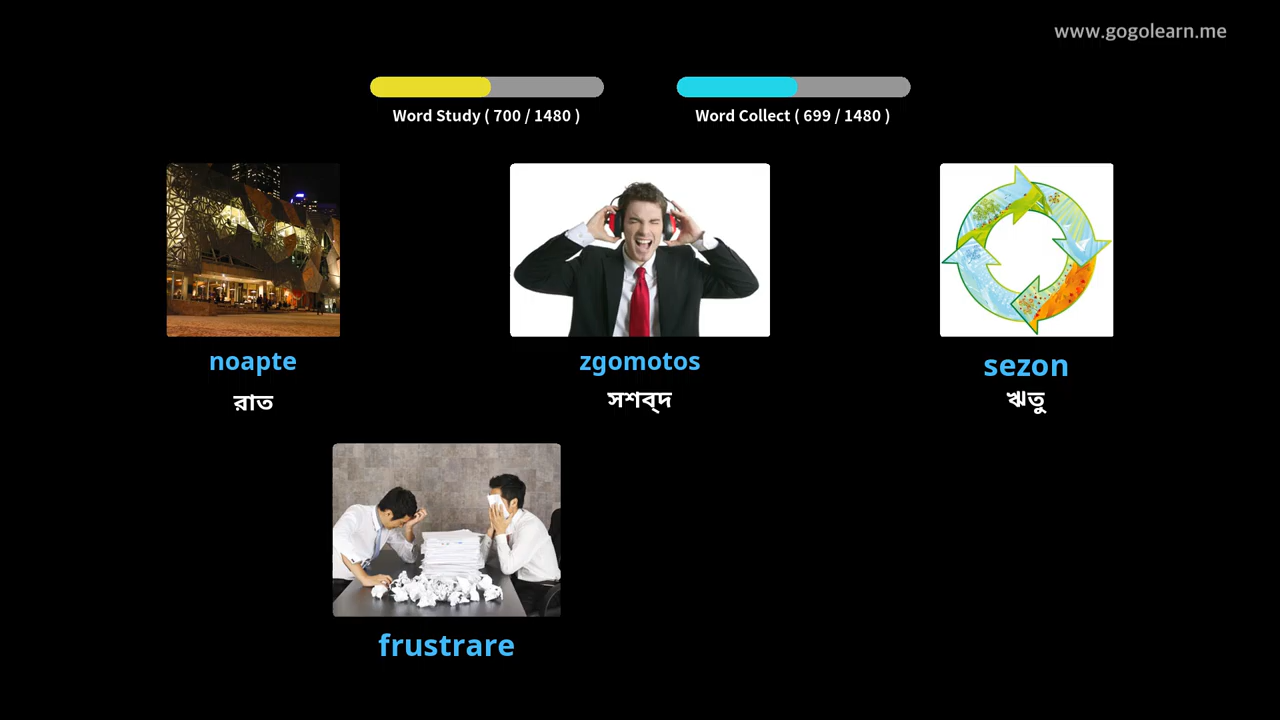 www.gogolearn.me
Word Study ( 700 / 1480 )
Word Collect ( 699 / 1480 )
noapte
zgomotos
sezon
রাত
সশব্দ
ঋতু
frustrare